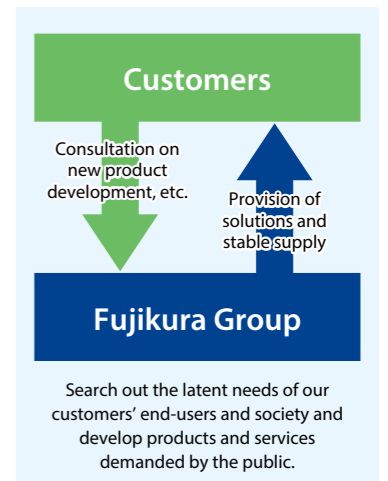 Customers
Consultation on
new product
development, etc.
Provision of
solutions and
stable supply
Fujikura Group
Search out the latent needs of our
customers’ end-users and society and
develop products and services
demanded by the public.